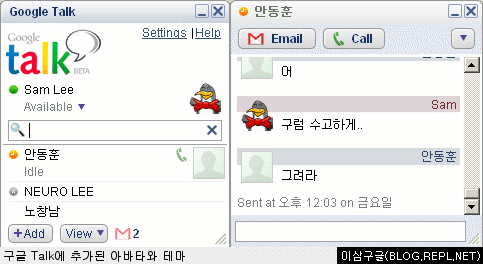 Google Talk
Settings | Help
Google
talk
BETA
Sam Lee
Available
안동훈
Idle
NEURO LEE
노창남
+Add
View
2
안동훈
Email
Call
어
Sam
구럼 수고하게..
안동훈
그려라
Sent at 오후 12:03 on 금요일
구글 Talk에 추가된 아바타와 테마
이삼구글(BLOG.REPL.NET)